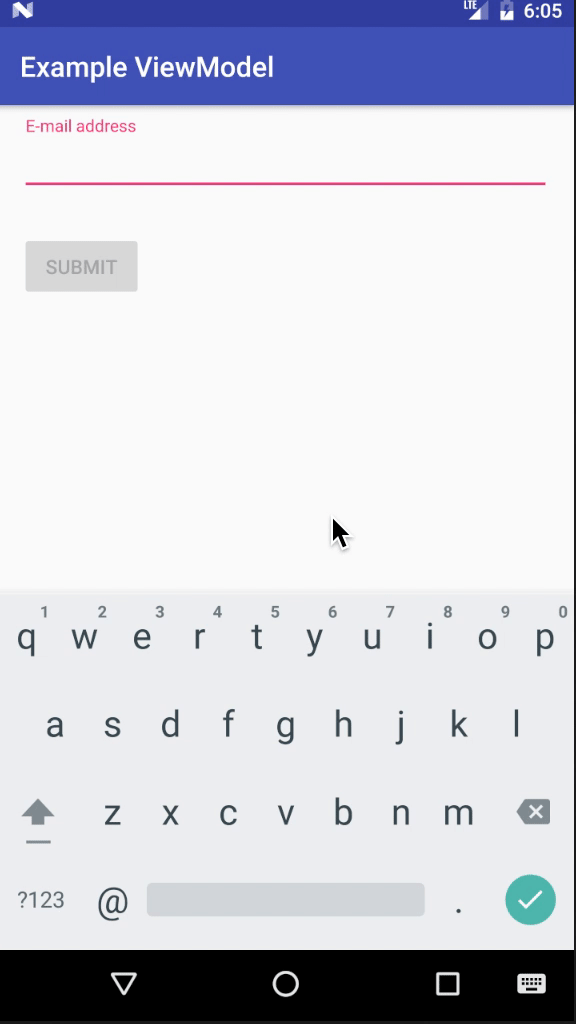 LTE 6:05
Example ViewModel
E-mail address
SUBMIT
1 2 3 4 5 6 7 8 9 0
q w e r t y u i o p
a s d f g h j k l
z x c v b n m
?123 @ .